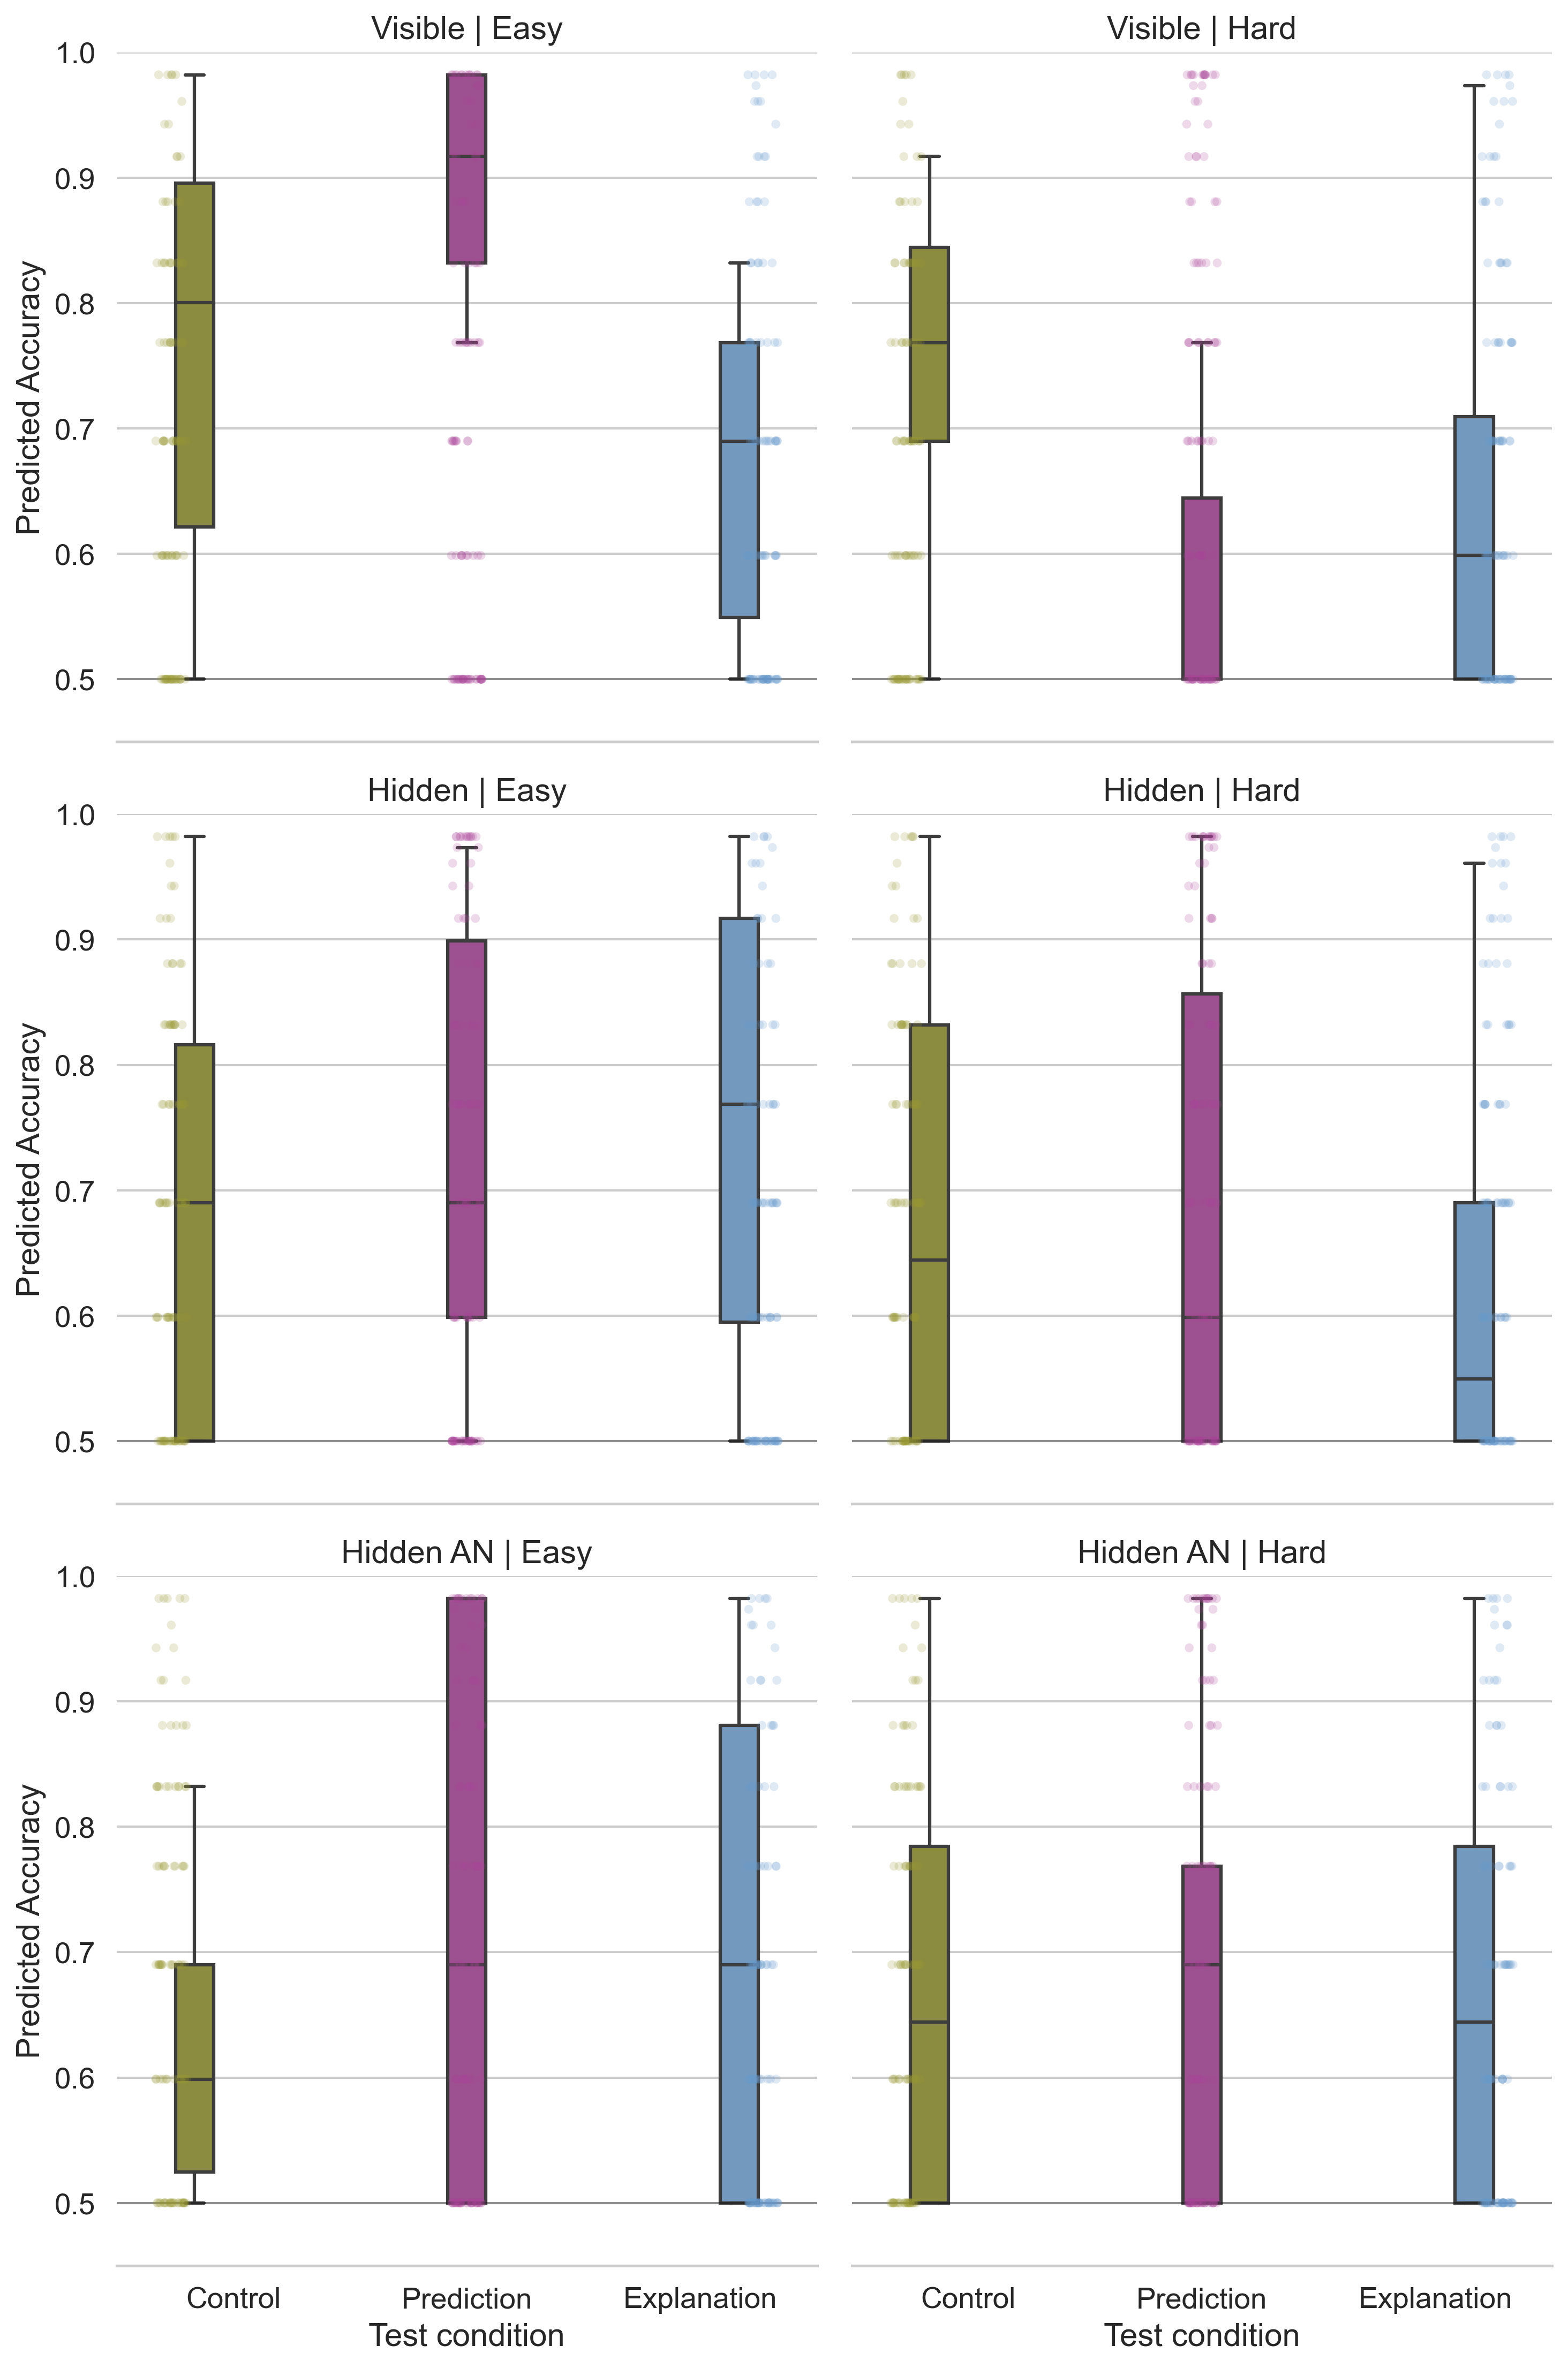 Visible | Easy
Visible | Hard
Predicted Accuracy
1.0
0.9
0.8
0.7
0.6
0.5
Hidden | Easy
Hidden | Hard
Predicted Accuracy
1.0
0.9
0.8
0.7
0.6
0.5
Hidden AN | Easy
Hidden AN | Hard
Predicted Accuracy
1.0
0.9
0.8
0.7
0.6
0.5
Control Prediction Explanation
Control Prediction Explanation
Test condition
Test condition